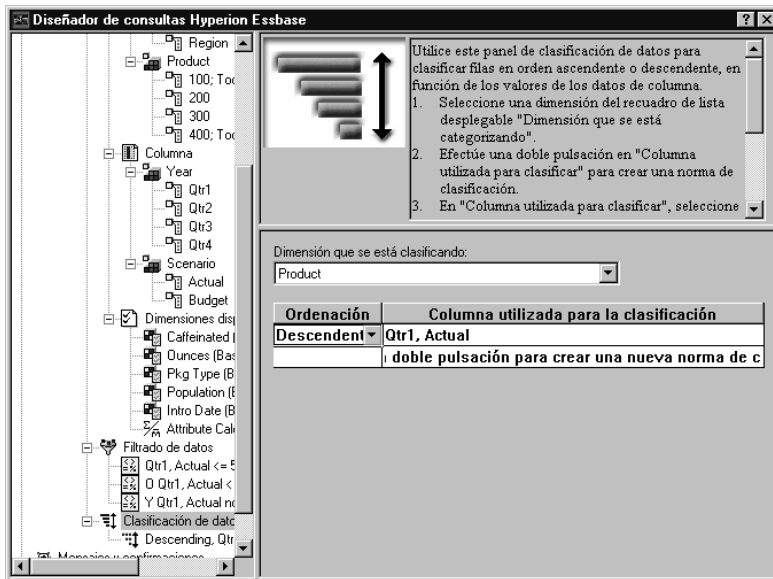 Diseñador de consultas Hyperion Essbase
Region
Product
100; Too
200
300
400; Too
Columna
Year
Qtr1
Qtr2
Qtr3
Qtr4
Scenario
Actual
Budget
Dimensiones disp
Caffeinated (
Ounces (Bas
Pkg Type (B
Population (B
Intro Date (B
Attribute Calc
Filtrado de datos
Qtr1, Actual <= 5
O Qtr1, Actual <
Y Qtr1, Actual no
Clasificación de dato
Descending, Qtr
Mensajes y confirmaciones
Utilice este panel de clasificación de datos para
clasificar filas en orden ascendente o descendente, en
función de los valores de los datos de columna.
1. Seleccione una dimensión del recuadro de lista
desplegable "Dimensión que se está
categorizando".
2. Efectúe una doble pulsación en "Columna
utilizada para clasificar" para crear una norma de
clasificación.
3. En "Columna utilizada para clasificar", seleccione
Dimensión que se está clasificando:
Product
Ordenación Columna utilizada para la clasificación
Descendent Qtr1, Actual
doble pulsación para crear una nueva norma de c